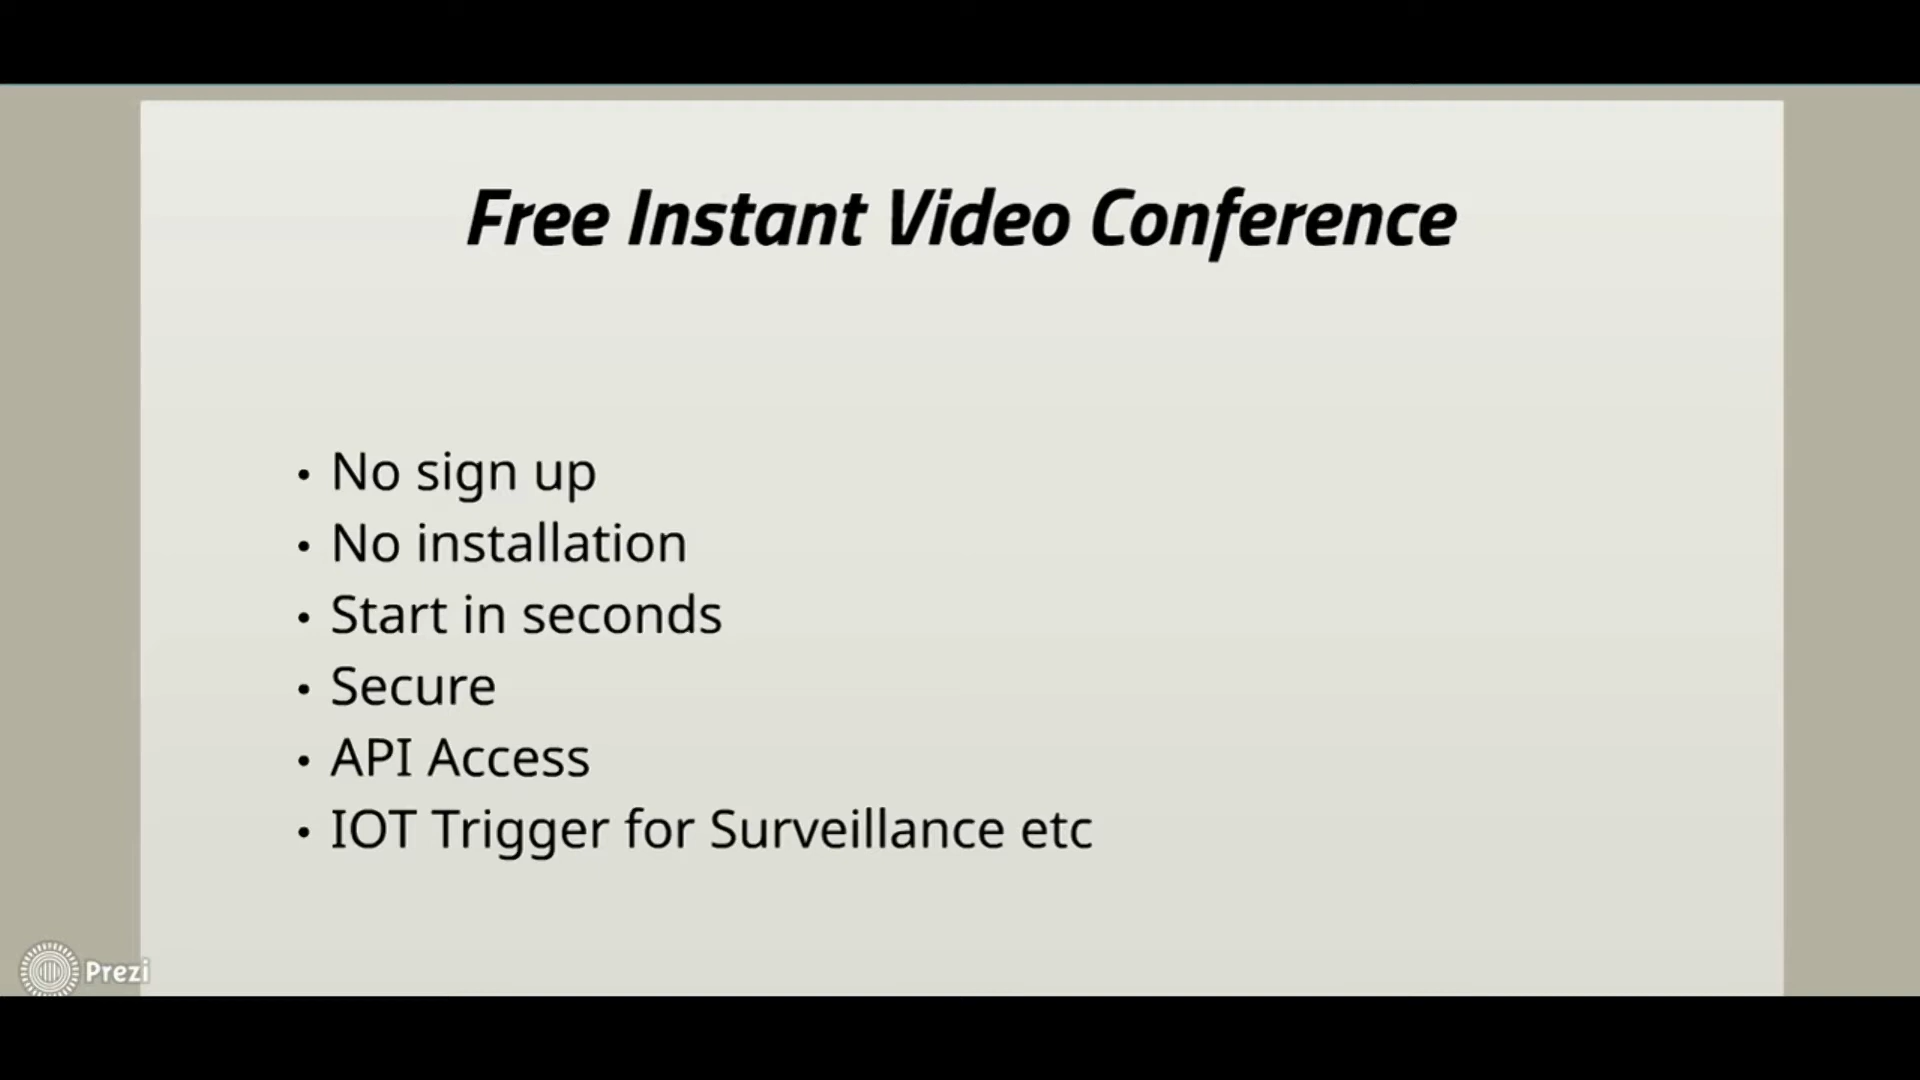 Free Instant Video Conference
• No sign up
• No installation
• Start in seconds
• Secure
• API Access
• IOT Trigger for Surveillance etc
Prezi